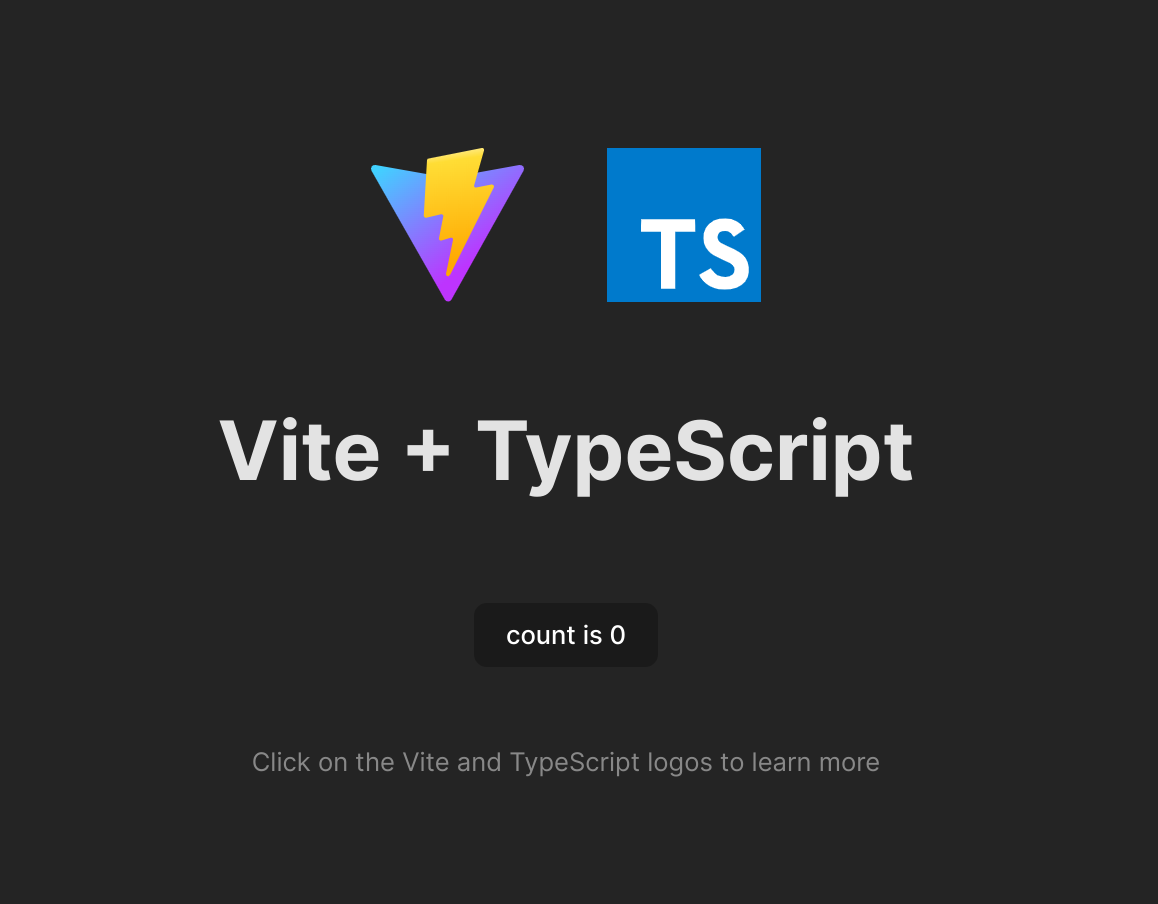 TS
Vite + TypeScript
count is 0
Click on the Vite and TypeScript logos to learn more